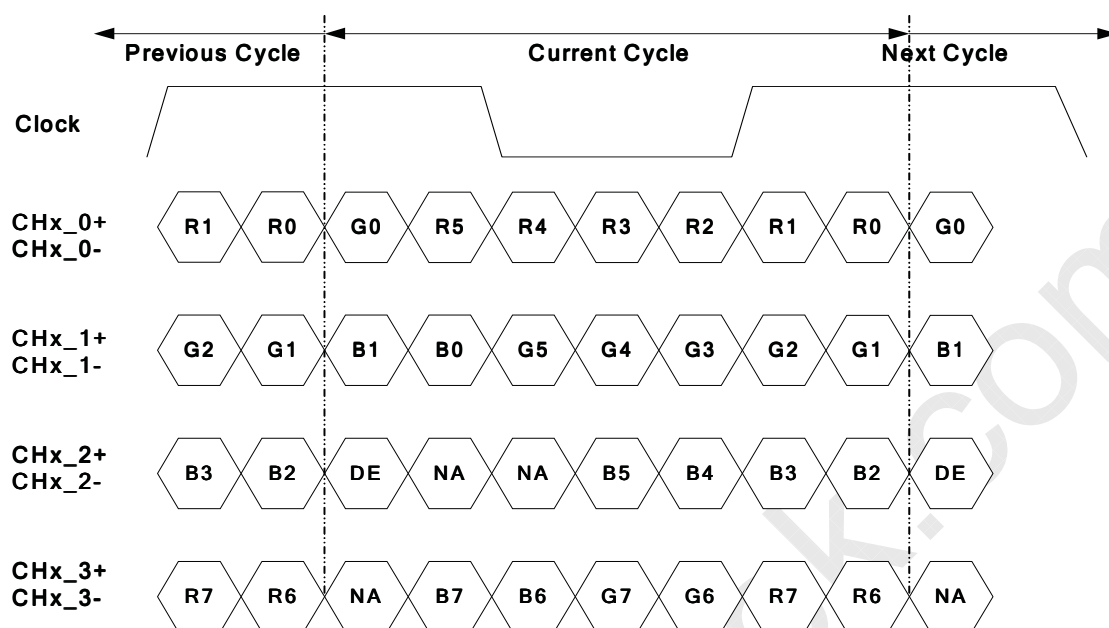 Previous Cycle Current Cycle Next Cycle
Clock
CHx_0+
CHx_0-
R1 R0 G0 R5 R4 R3 R2 R1 R0 G0
CHx_1+
CHx_1-
G2 G1 B1 B0 G5 G4 G3 G2 G1 B1
CHx_2+
CHx_2-
B3 B2 DE NA NA B5 B4 B3 B2 DE
CHx_3+
CHx_3-
R7 R6 NA B7 B6 G7 G6 R7 R6 NA
k.com